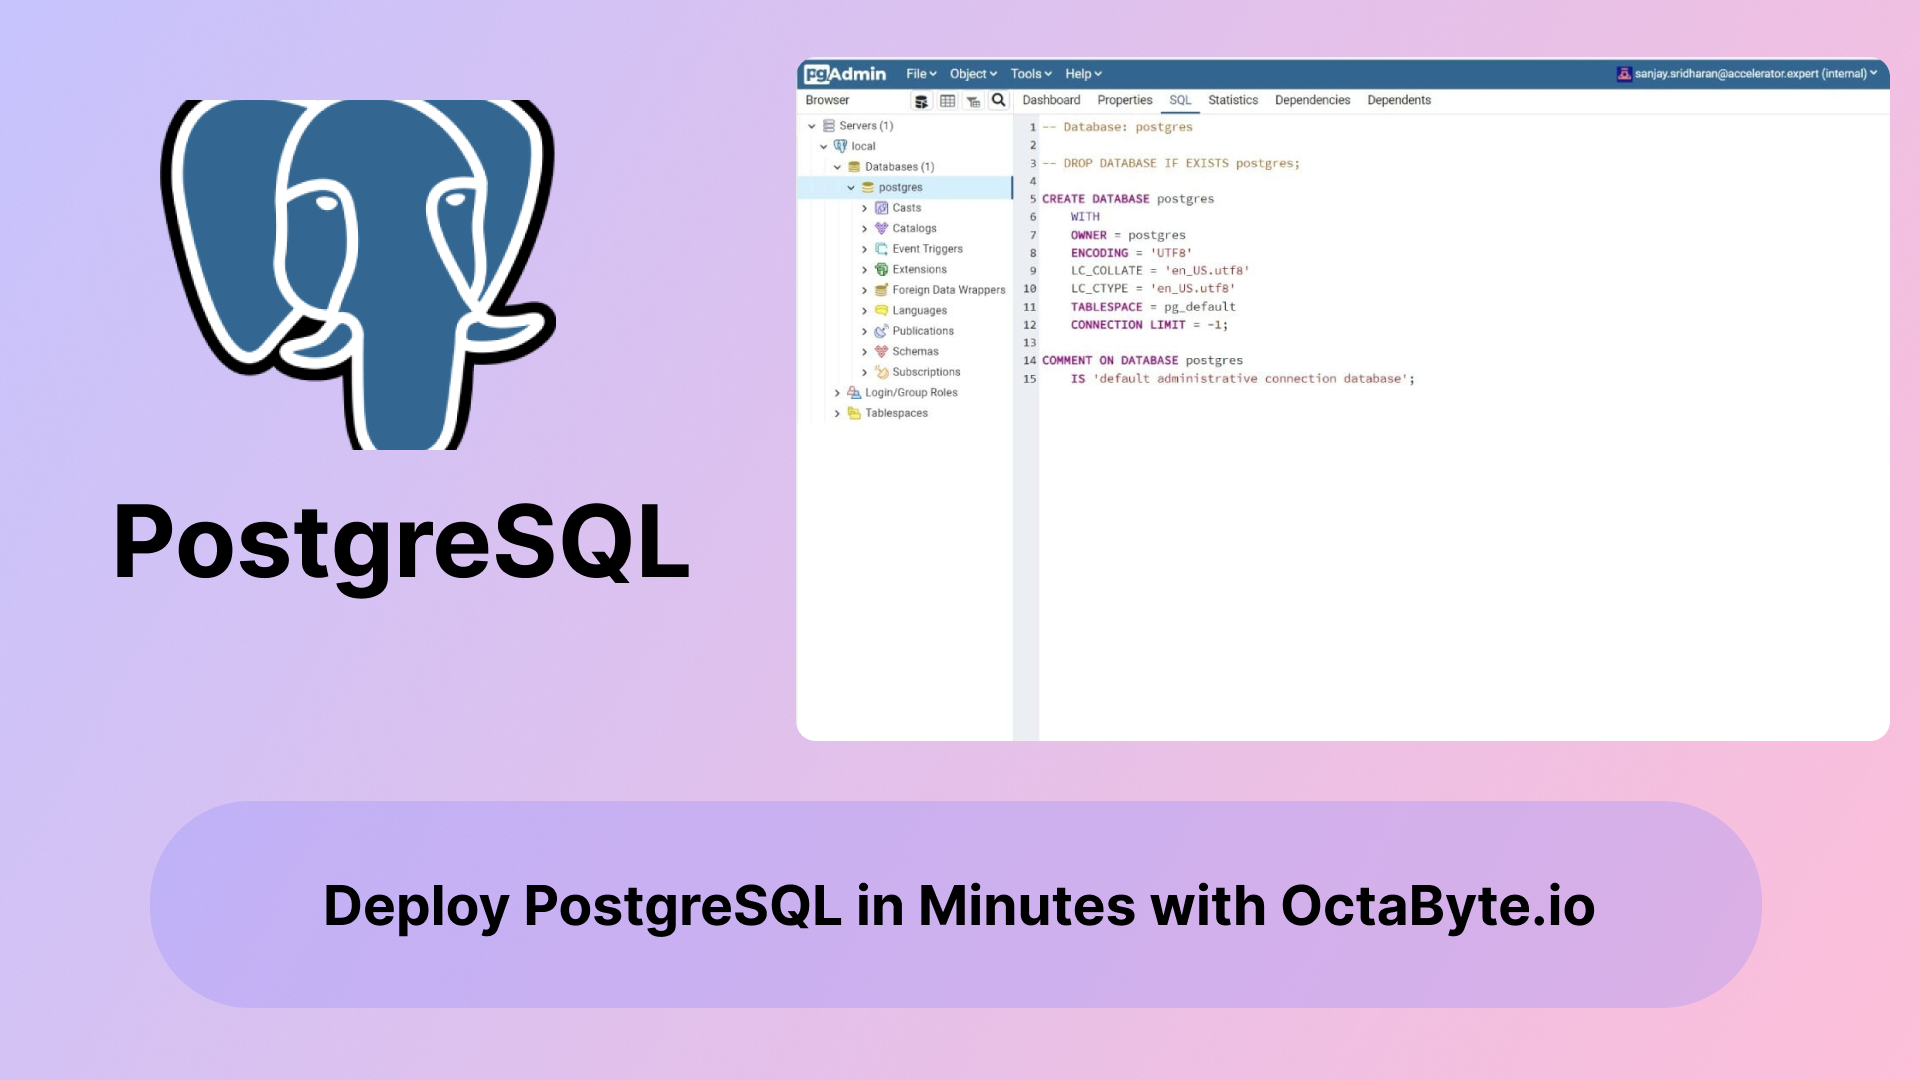 PostgreSQL
pgAdmin File Object Tools Help sanjay.sridharan@accelerator.expert (internal)
Browser Dashboard Properties SQL Statistics Dependencies Dependents
Servers (1)
local
Databases (1)
postgres
Casts
Catalogs
Event Triggers
Extensions
Foreign Data Wrappers
Languages
Publications
Schemas
Subscriptions
Login/Group Roles
Tablespaces
1 -- Database: postgres
2
3 -- DROP DATABASE IF EXISTS postgres;
4
5 CREATE DATABASE postgres
6 WITH
7 OWNER = postgres
8 ENCODING = 'UTF8'
9 LC_COLLATE = 'en_US.utf8'
10 LC_CTYPE = 'en_US.utf8'
11 TABLESPACE = pg_default
12 CONNECTION LIMIT = -1;
13
14 COMMENT ON DATABASE postgres
15 IS 'default administrative connection database';
Deploy PostgreSQL in Minutes with OctaByte.io